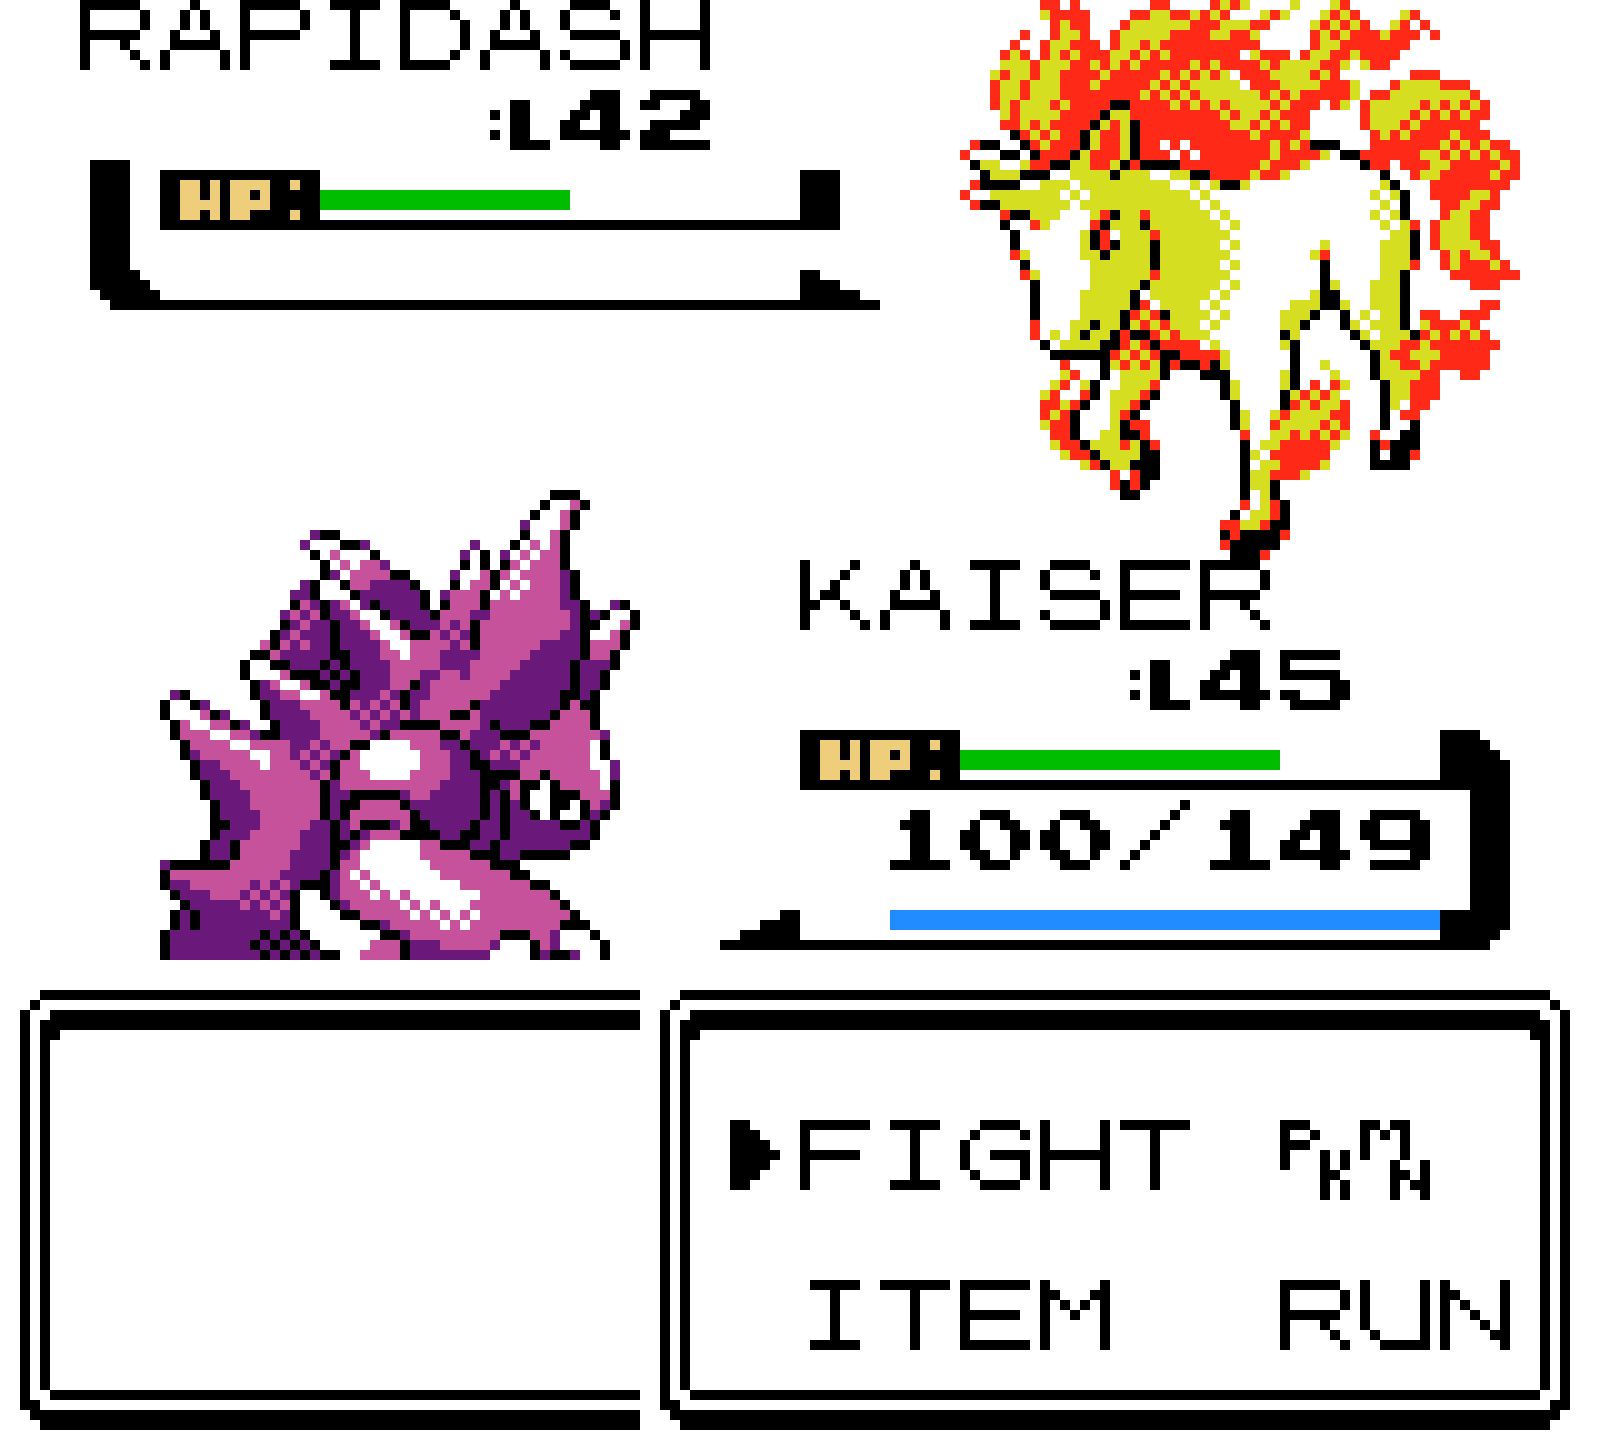 RAPIDASH
:L42
HP:
KAISER
:L45
HP:
100/149
▶FIGHT PKMN
ITEM RUN